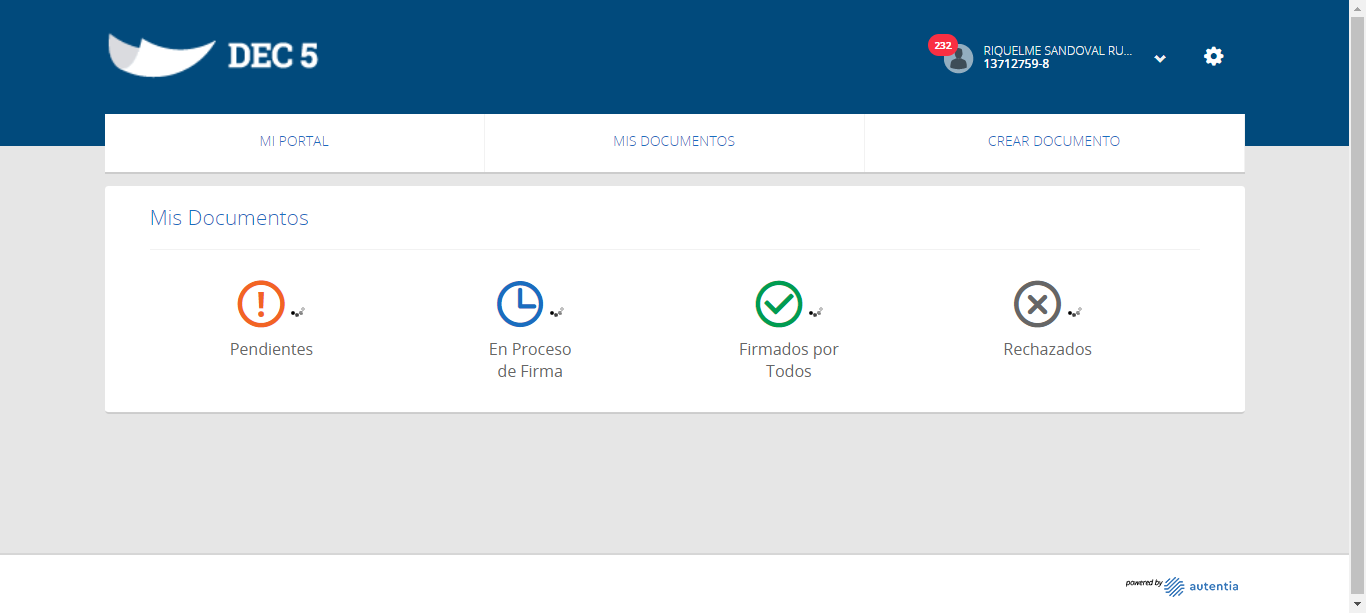 DEC 5
232
RIQUELME SANDOVAL RU...
13712759-8
MI PORTAL
MIS DOCUMENTOS
CREAR DOCUMENTO
Mis Documentos
Pendientes
En Proceso
de Firma
Firmados por
Todos
Rechazados
powered by autentia